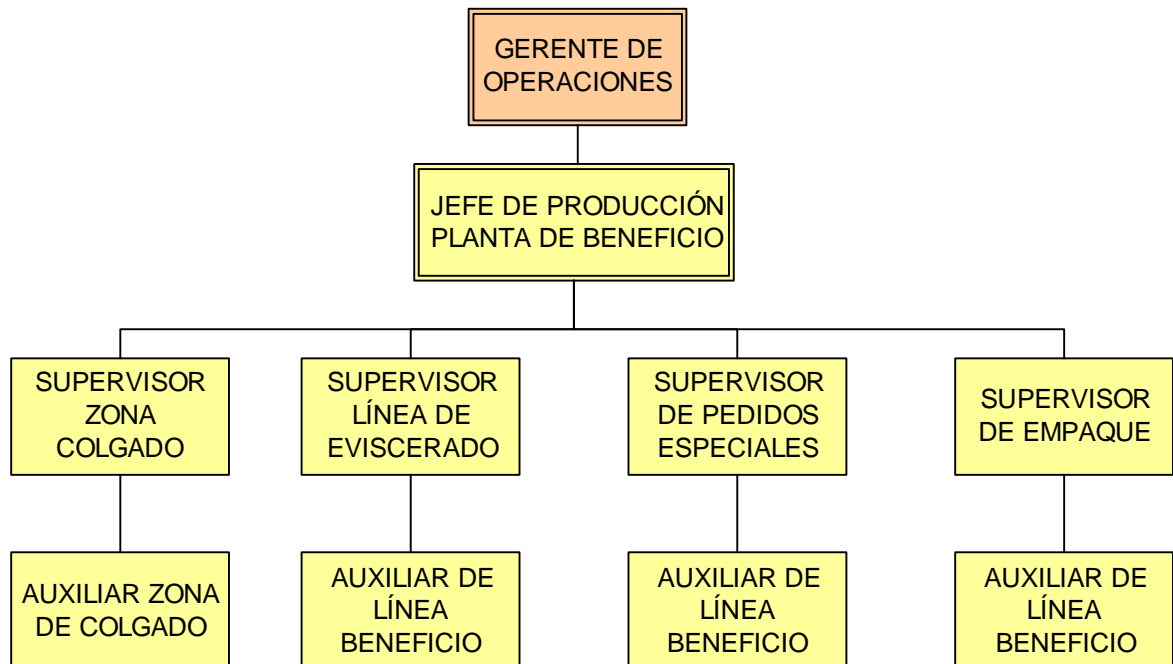 GERENTE DE
OPERACIONES
JEFE DE PRODUCCIÓN
PLANTA DE BENEFICIO
SUPERVISOR
ZONA
COLGADO
SUPERVISOR
LÍNEA DE
EVISCERADO
SUPERVISOR
DE PEDIDOS
ESPECIALES
SUPERVISOR
DE EMPAQUE
AUXILIAR ZONA
DE COLGADO
AUXILIAR DE
LÍNEA
BENEFICIO
AUXILIAR DE
LÍNEA
BENEFICIO
AUXILIAR DE
LÍNEA
BENEFICIO